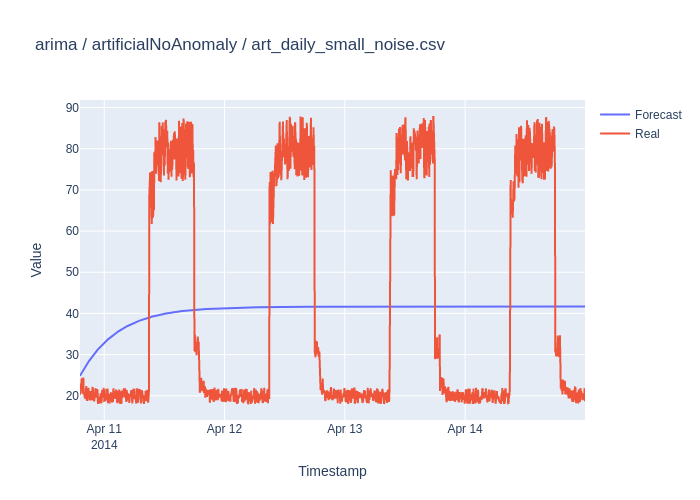 arima / artificialNoAnomaly / art_daily_small_noise.csv
Forecast
Real
90
80
70
60
50
40
30
20
Value
Apr 11
2014
Apr 12
Apr 13
Apr 14
Timestamp